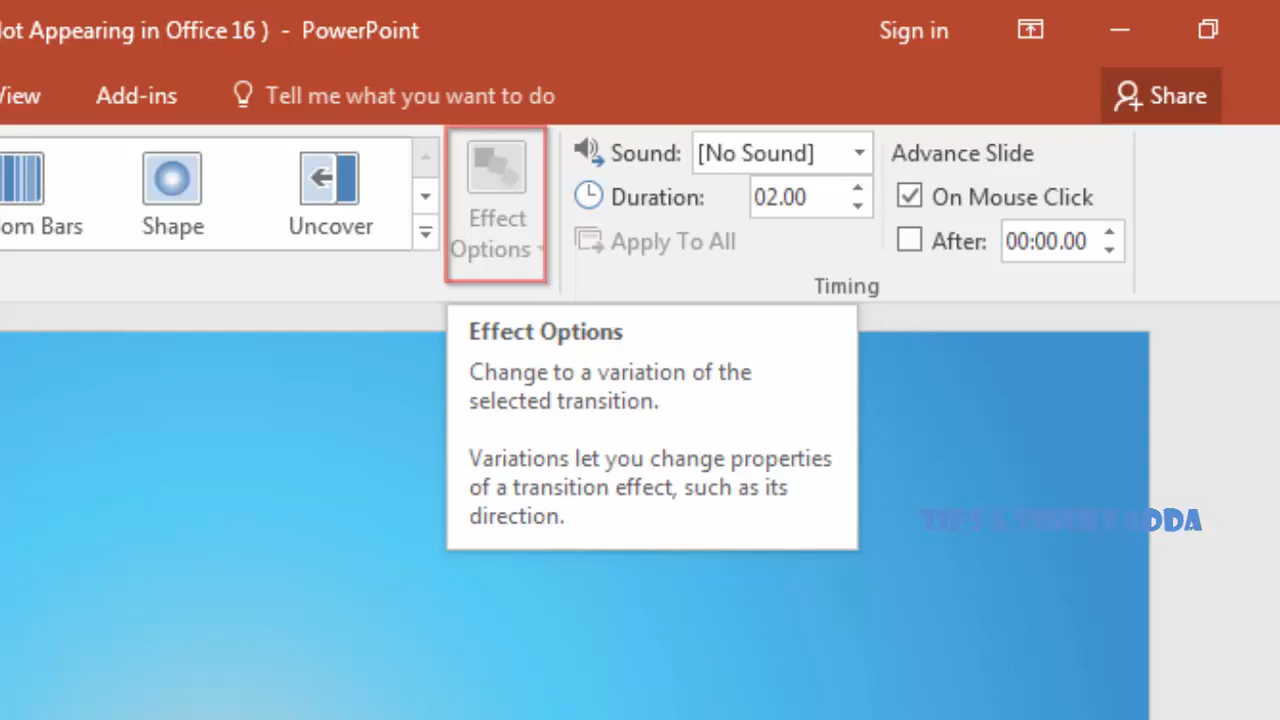 lot Appearing in Office 16 ) - PowerPoint
Sign in
View
Add-ins
Tell me what you want to do
Share
om Bars
Shape
Uncover
Effect
Options
Sound:
[No Sound]
Duration:
02.00
Apply To All
Advance Slide
On Mouse Click
After:
00:00.00
Timing
Effect Options
Change to a variation of the
selected transition.
Variations let you change properties
of a transition effect, such as its
direction.
ADDA